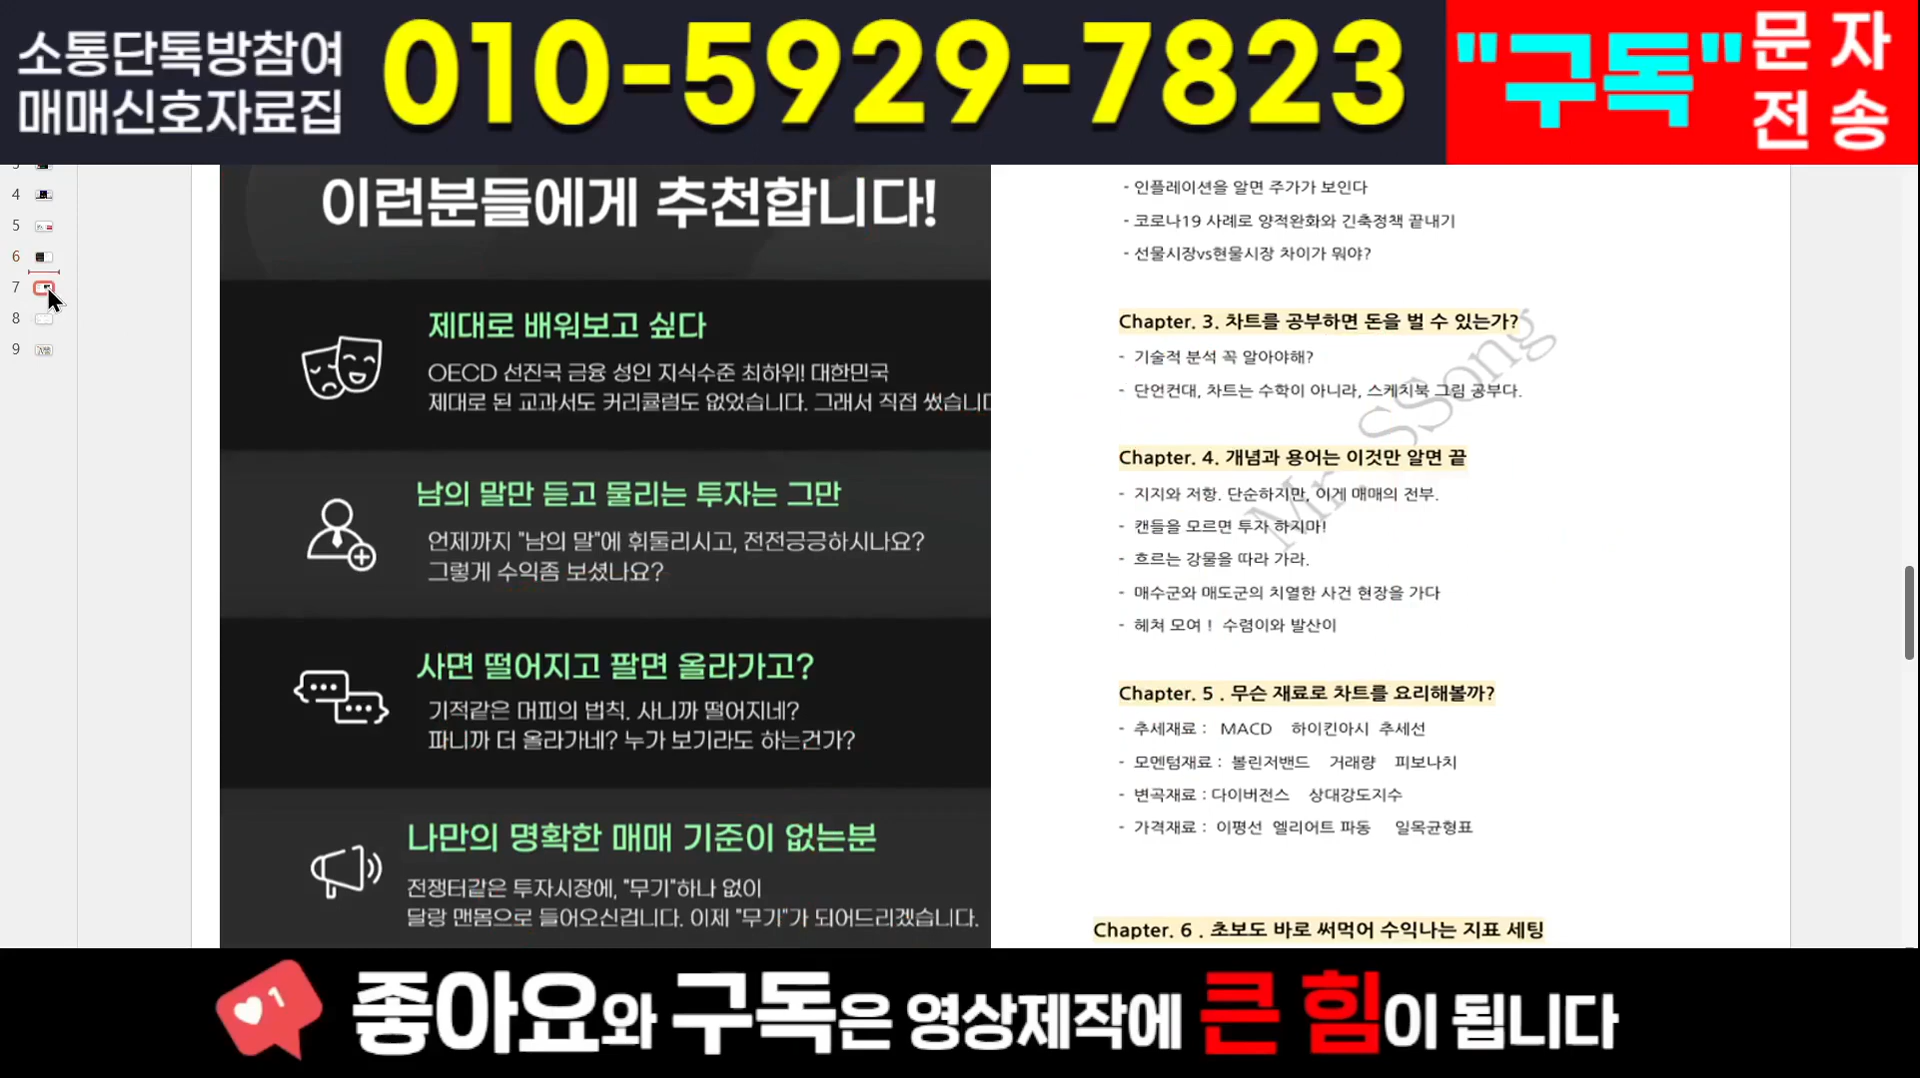 소통단톡방참여
매매신호자료집
010-5929-7823
"구독"
문자
전송
4
5
6
7
8
9
이런분들에게 추천합니다!
제대로 배워보고 싶다
OECD 선진국 금융 성인 지식수준 최하위! 대한민국
제대로 된 교과서도 커리큘럼도 없었습니다. 그래서 직접 썼습니다
남의 말만 듣고 물리는 투자는 그만
언제까지 "남의 말"에 휘둘리시고, 전전긍긍하시나요?
그렇게 수익좀 보셨나요?
사면 떨어지고 팔면 올라가고?
기적같은 머피의 법칙. 사니까 떨어지네?
파니까 더 올라가네? 누가 보기라도 하는건가?
나만의 명확한 매매 기준이 없는분
전쟁터같은 투자시장에, "무기"하나 없이
달랑 맨몸으로 들어오신겁니다. 이제 "무기"가 되어드리겠습니다.
- 인플레이션을 알면 주가가 보인다
- 코로나19 사례로 양적완화와 긴축정책 끝내기
- 선물시장vs현물시장 차이가 뭐야?
Chapter. 3. 차트를 공부하면 돈을 벌 수 있는가?
- 기술적 분석 꼭 알아야해?
- 단언컨대, 차트는 수학이 아니라, 스케치북 그림 공부다.
Chapter. 4. 개념과 용어는 이것만 알면 끝
- 지지와 저항. 단순하지만, 이게 매매의 전부.
- 캔들을 모르면 투자 하지마!
- 흐르는 강물을 따라 가라.
- 매수군와 매도군의 치열한 사건 현장을 가다
- 헤쳐 모여 ! 수렴이와 발산이
Chapter. 5 . 무슨 재료로 차트를 요리해볼까?
- 추세재료 : MACD 하이킨아시 추세선
- 모멘텀재료 : 볼린저밴드 거래량 피보나치
- 변곡재료 : 다이버전스 상대강도지수
- 가격재료 : 이평선 엘리어트 파동 일목균형표
Chapter. 6 . 초보도 바로 써먹어 수익나는 지표 세팅
Mr. SSong
1
좋아요와 구독은 영상제작에 큰 힘이 됩니다